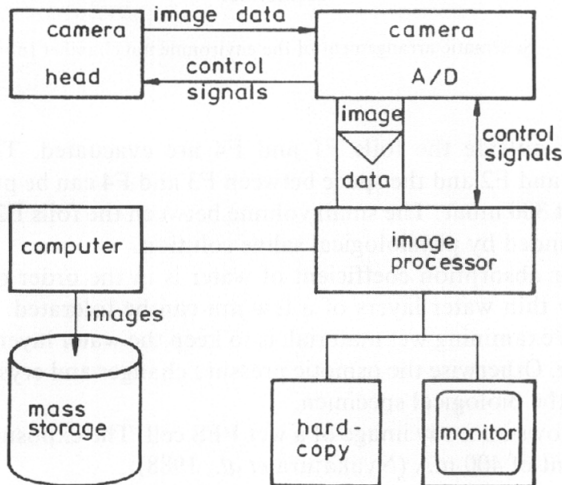 image data
camera
head
camera
A/D
control
signals
image
data
control
signals
computer
image
processor
images
mass
storage
hard-
copy
monitor